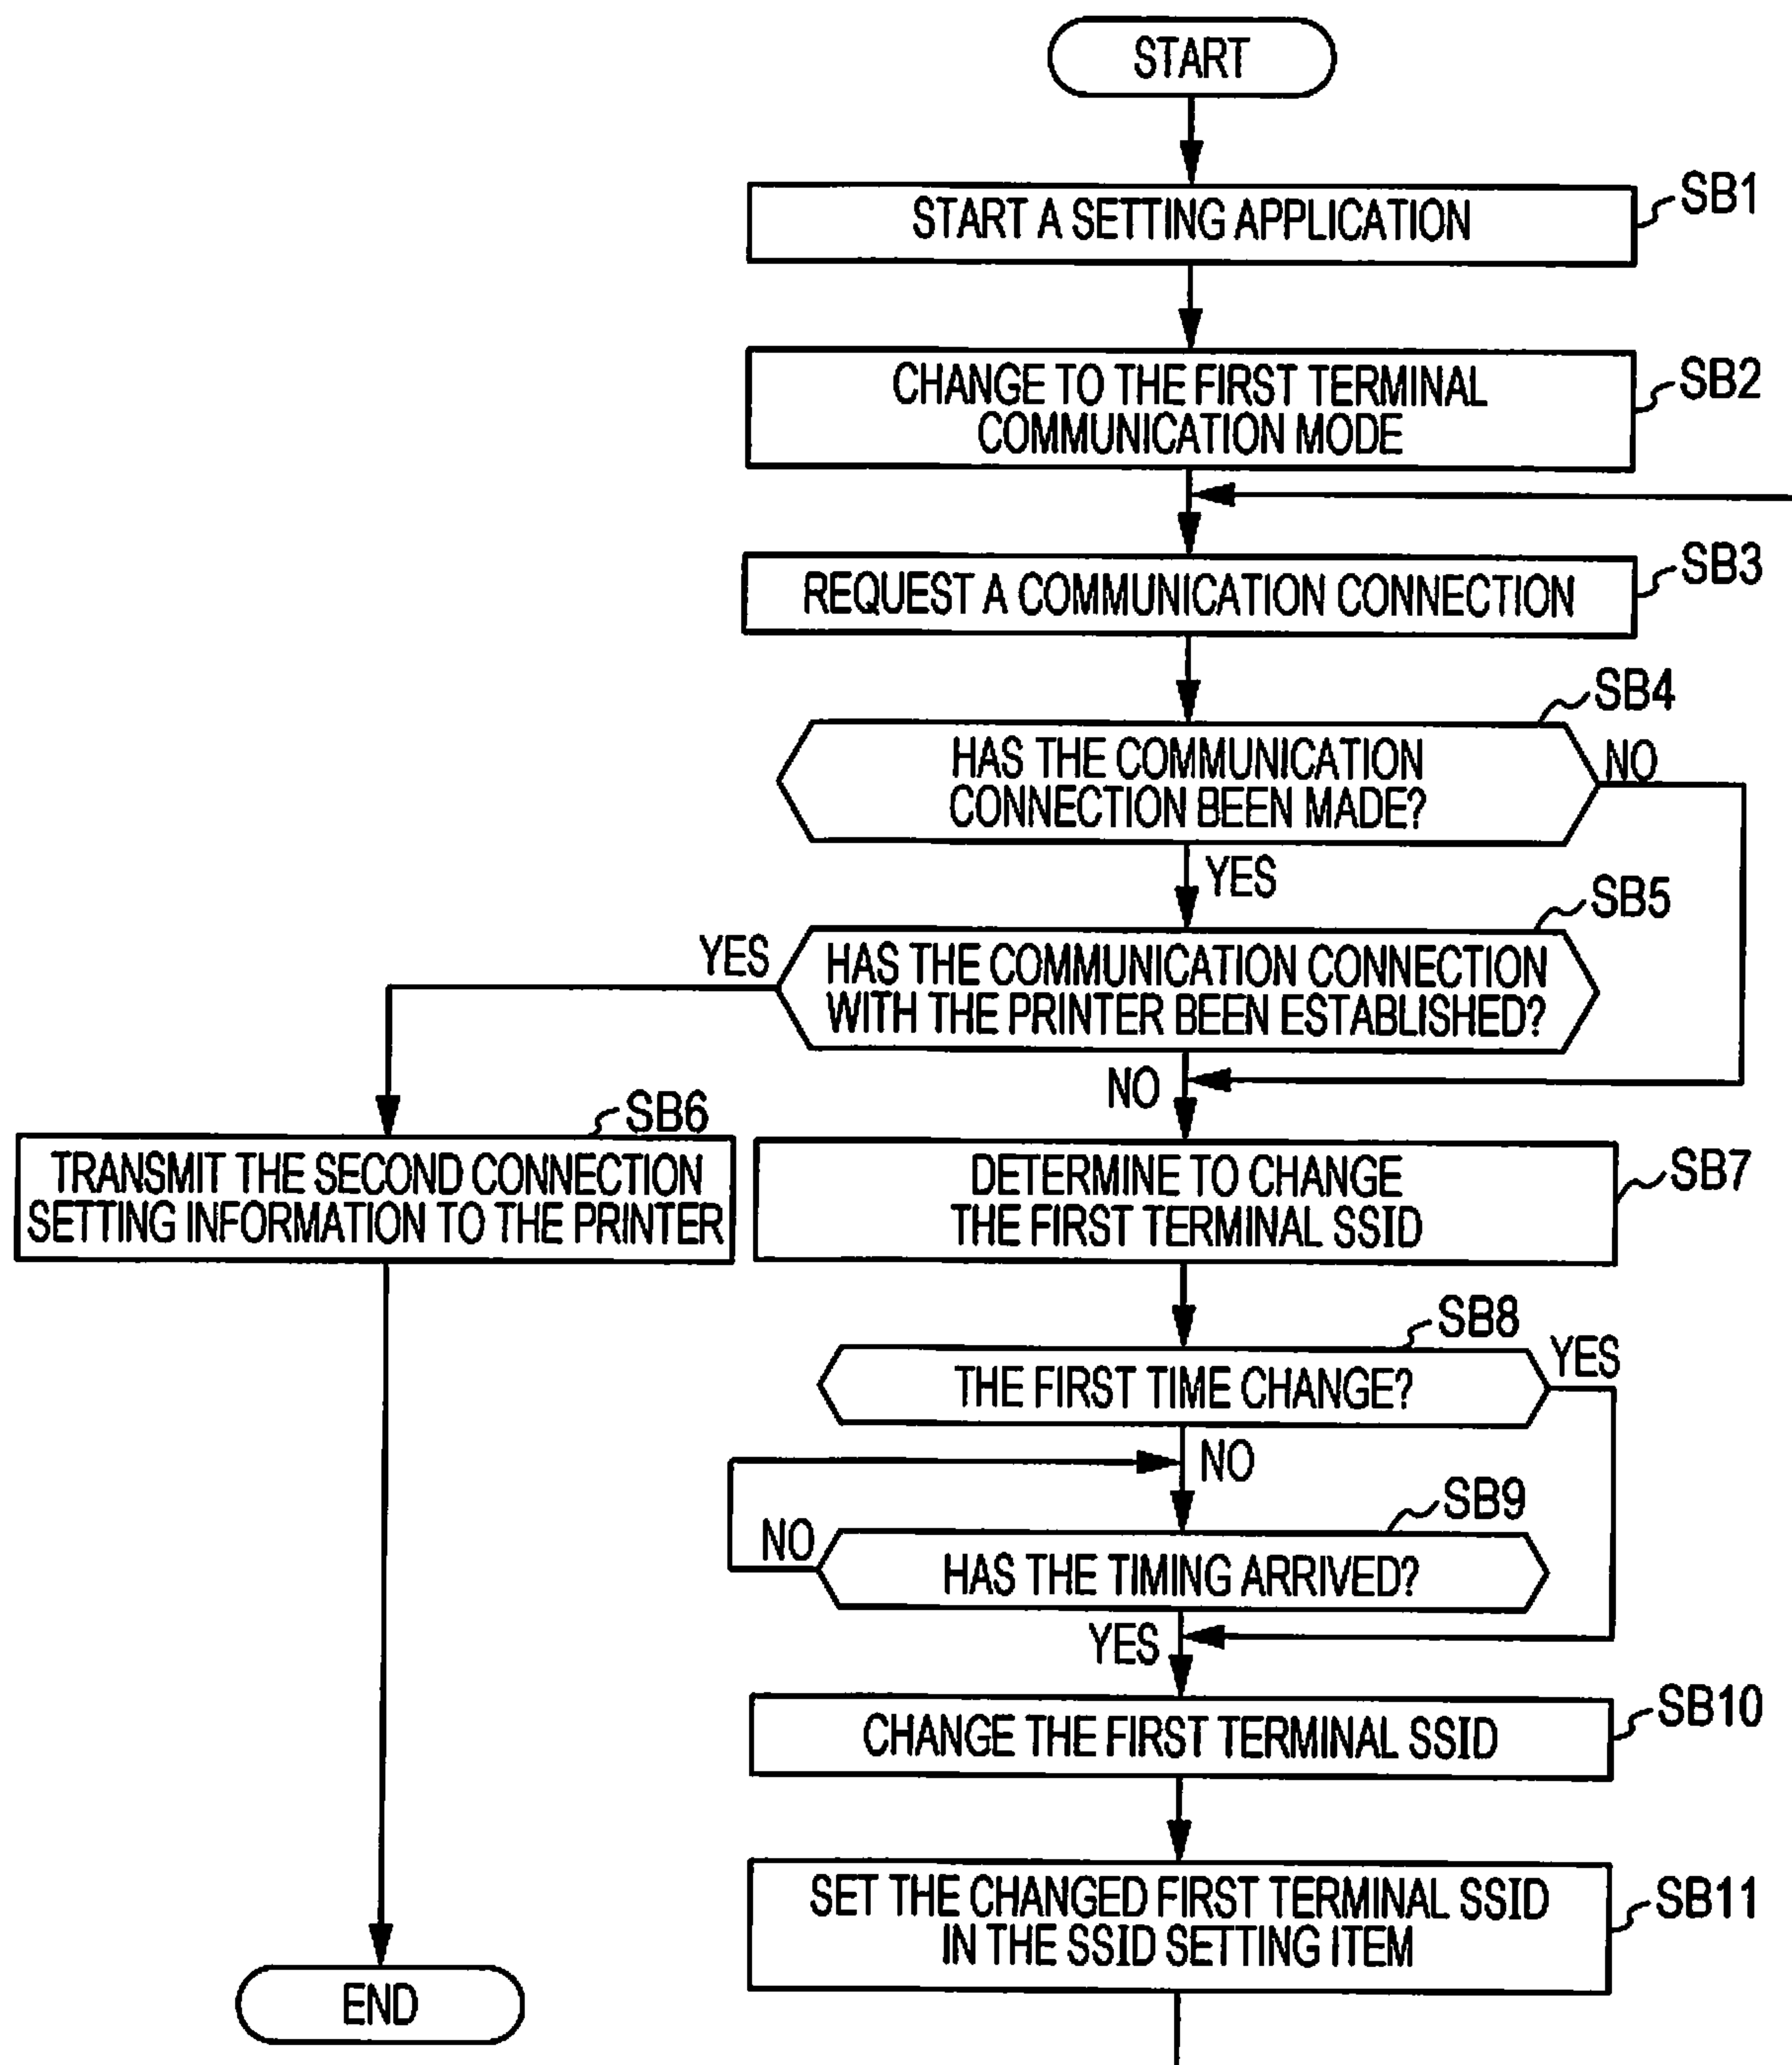 START
START A SETTING APPLICATION
SB1
CHANGE TO THE FIRST TERMINAL
COMMUNICATION MODE
SB2
REQUEST A COMMUNICATION CONNECTION
SB3
SB4
HAS THE COMMUNICATION
CONNECTION BEEN MADE?
NO
YES
SB5
YES
HAS THE COMMUNICATION CONNECTION
WITH THE PRINTER BEEN ESTABLISHED?
NO
SB6
TRANSMIT THE SECOND CONNECTION
SETTING INFORMATION TO THE PRINTER
DETERMINE TO CHANGE
THE FIRST TERMINAL SSID
SB7
SB8
THE FIRST TIME CHANGE?
YES
NO
SB9
NO
HAS THE TIMING ARRIVED?
YES
CHANGE THE FIRST TERMINAL SSID
SB10
SET THE CHANGED FIRST TERMINAL SSID
IN THE SSID SETTING ITEM
SB11
END